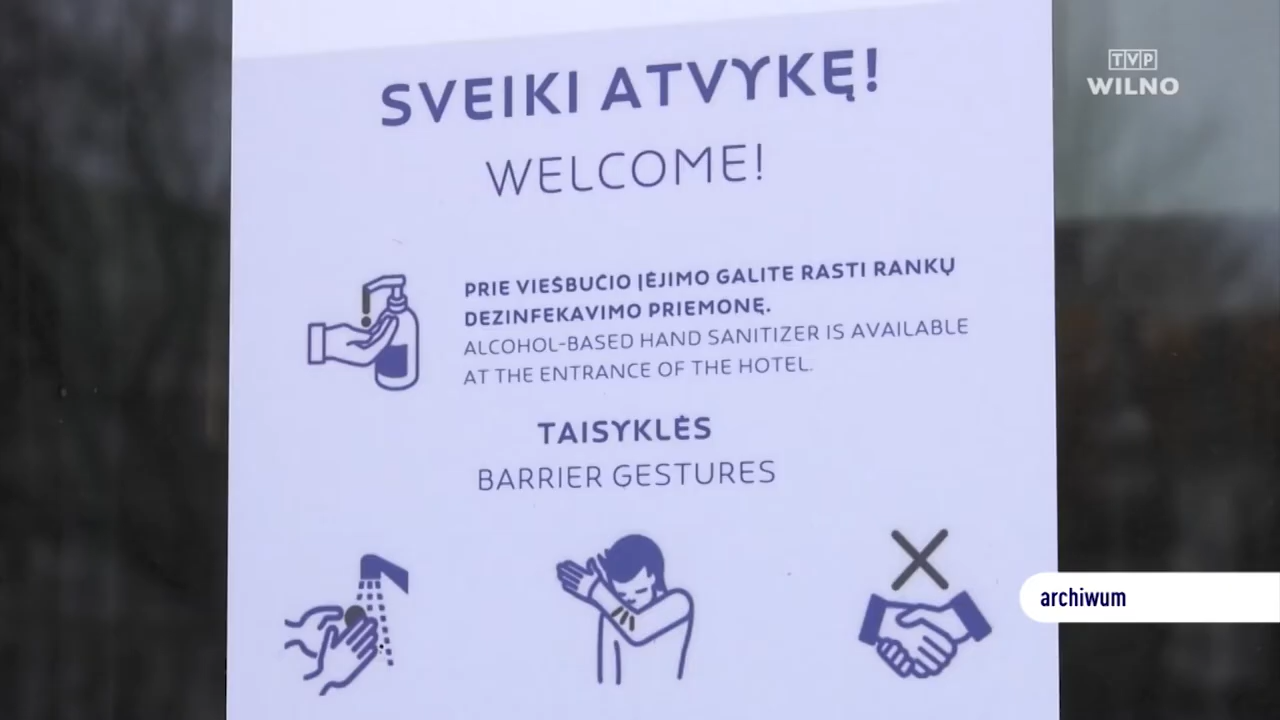 TVP
WILNO
SVEIKI ATVYKĘ!
WELCOME!
PRIE VIEŠBUČIO ĮĖJIMO GALITE RASTI RANKŲ
DEZINFEKAVIMO PRIEMONĘ.
ALCOHOL-BASED HAND SANITIZER IS AVAILABLE
AT THE ENTRANCE OF THE HOTEL.
TAISYKLĖS
BARRIER GESTURES
archiwum